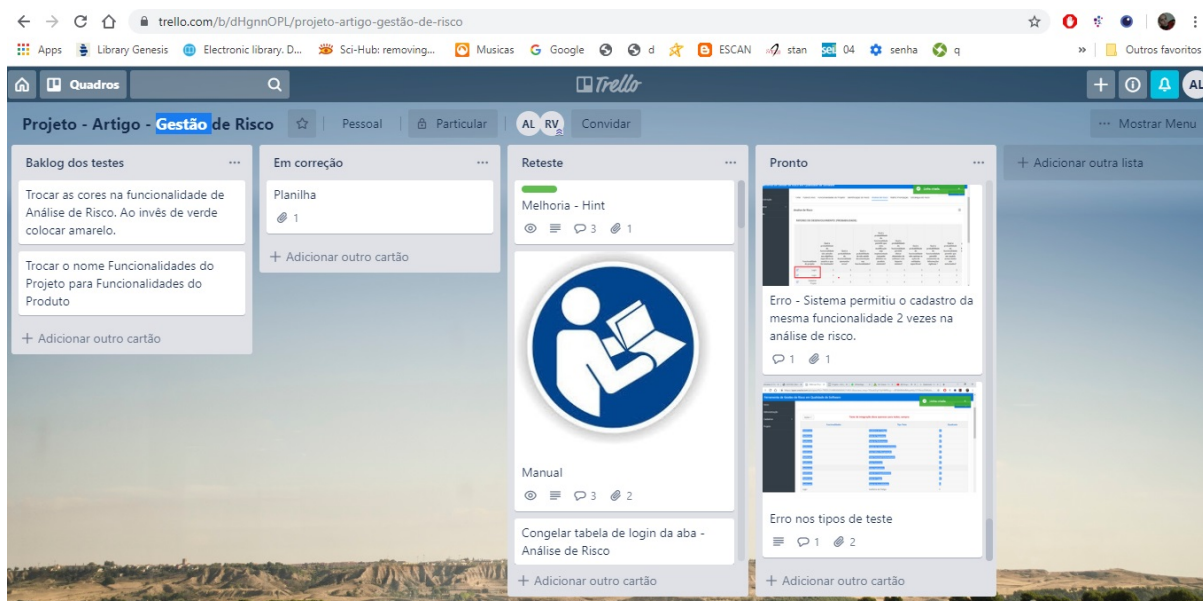 trello.com/b/dHgnnOPL/projeto-artigo-gestão-de-risco
Apps Library Genesis Electronic library. D... Sci-Hub: removing... Musicas Google d ESCAN stan sei 04 senha q » Outros favoritos
Quadros Trello AL
Projeto - Artigo - Gestão de Risco Pessoal Particular AL RV Convidar ... Mostrar Menu
Baklog dos testes ...
Trocar as cores na funcionalidade de
Análise de Risco. Ao invês de verde
colocar amarelo.
Trocar o nome Funcionalidades do
Projeto para Funcionalidades do
Produto
+ Adicionar outro cartão
Em correção ...
Planilha
1
+ Adicionar outro cartão
Reteste ...
Melhoria - Hint
3 1
Manual
3 2
Congelar tabela de login da aba -
Análise de Risco
+ Adicionar outro cartão
Pronto ...
Erro - Sistema permitiu o cadastro da
mesma funcionalidade 2 vezes na
análise de risco.
1 1
Erro nos tipos de teste
1 2
+ Adicionar outro cartão
+ Adicionar outra lista